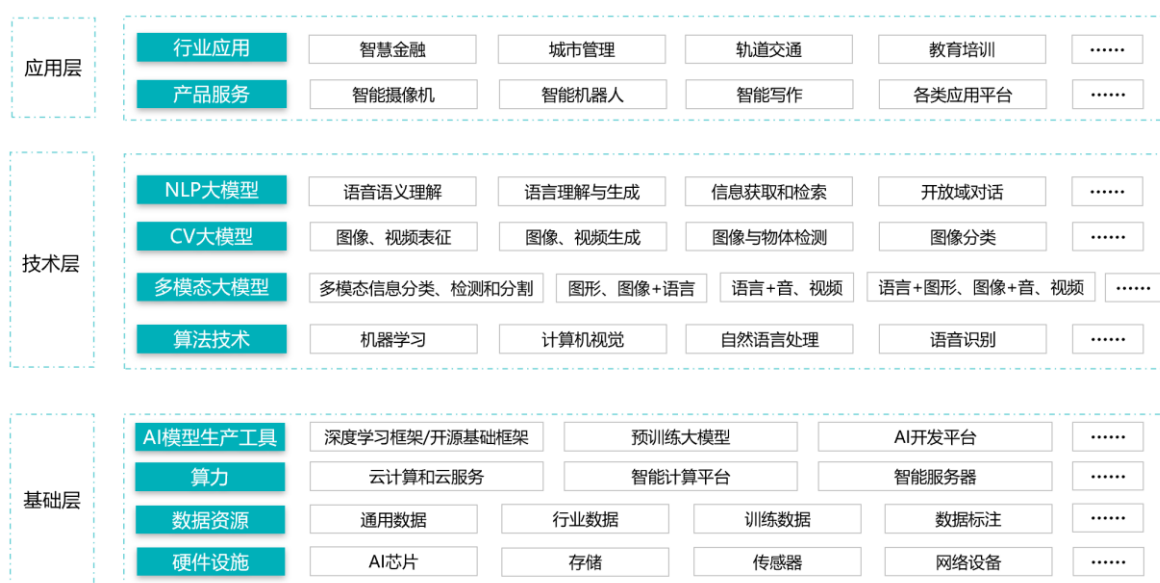 应用层
行业应用 智慧金融 城市管理 轨道交通 教育培训 ······
产品服务 智能摄像机 智能机器人 智能写作 各类应用平台 ······
技术层
NLP大模型 语音语义理解 语言理解与生成 信息获取和检索 开放域对话 ······
CV大模型 图像、视频表征 图像、视频生成 图像与物体检测 图像分类 ······
多模态大模型 多模态信息分类、检测和分割 图形、图像+语言 语言+音、视频 语言+图形、图像+音、视频 ······
算法技术 机器学习 计算机视觉 自然语言处理 语音识别 ······
基础层
AI模型生产工具 深度学习框架/开源基础框架 预训练大模型 AI开发平台 ······
算力 云计算和云服务 智能计算平台 智能服务器 ······
数据资源 通用数据 行业数据 训练数据 数据标注 ······
硬件设施 AI芯片 存储 传感器 网络设备 ······